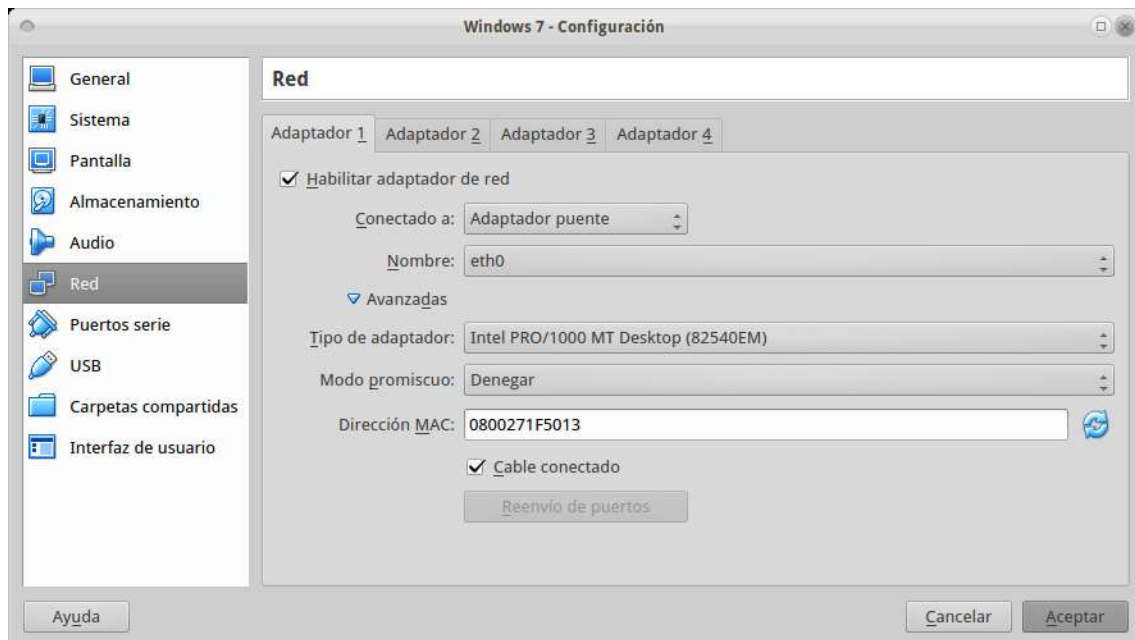 Windows 7 - Configuración
General
Sistema
Pantalla
Almacenamiento
Audio
Red
Puertos serie
USB
Carpetas compartidas
Interfaz de usuario
Red
Adaptador 1 Adaptador 2 Adaptador 3 Adaptador 4
Habilitar adaptador de red
Conectado a: Adaptador puente
Nombre: eth0
Avanzadas
Tipo de adaptador: Intel PRO/1000 MT Desktop (82540EM)
Modo promiscuo: Denegar
Dirección MAC: 0800271F5013
Cable conectado
Reenvío de puertos
Ayuda Cancelar Aceptar